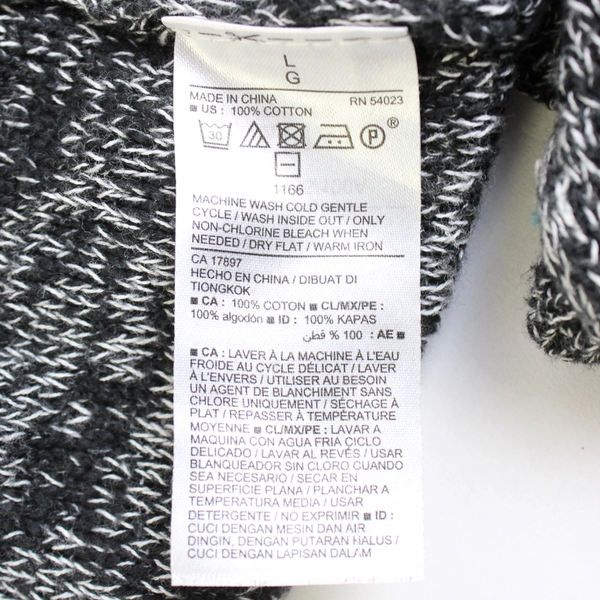 L
G
MADE IN CHINA RN 54023
US : 100% COTTON
30 P ®
1166
MACHINE WASH COLD GENTLE
CYCLE / WASH INSIDE OUT / ONLY
NON-CHLORINE BLEACH WHEN
NEEDED / DRY FLAT / WARM IRON
CA 17897
HECHO EN CHINA / DIBUAT DI
TIONGKOK
CA : 100% COTON CL/MX/PE :
100% algodón ID : 100% KAPAS
AE : 100 % قطن
CA : LAVER À LA MACHINE À L'EAU
FROIDE AU CYCLE DÉLICAT / LAVER
À L'ENVERS / UTILISER AU BESOIN
UN AGENT DE BLANCHIMENT SANS
CHLORE UNIQUEMENT / SÉCHAGE À
PLAT / REPASSER À TEMPÉRATURE
MOYENNE CL/MX/PE : LAVAR A
MAQUINA CON AGUA FRIA CICLO
DELICADO / LAVAR AL REVÉS / USAR
BLANQUEADOR SIN CLORO CUANDO
SEA NECESARIO / SECAR EN
SUPERFICIE PLANA / PLANCHAR A
TEMPERATURA MEDIA / USAR
DETERGENTE / NO EXPRIMIR ID :
CUCI DENGAN MESIN DAN AIR
DINGIN, DENGAN PUTARAN HALUS /
CUCI DENGAN LAPISAN DALAM